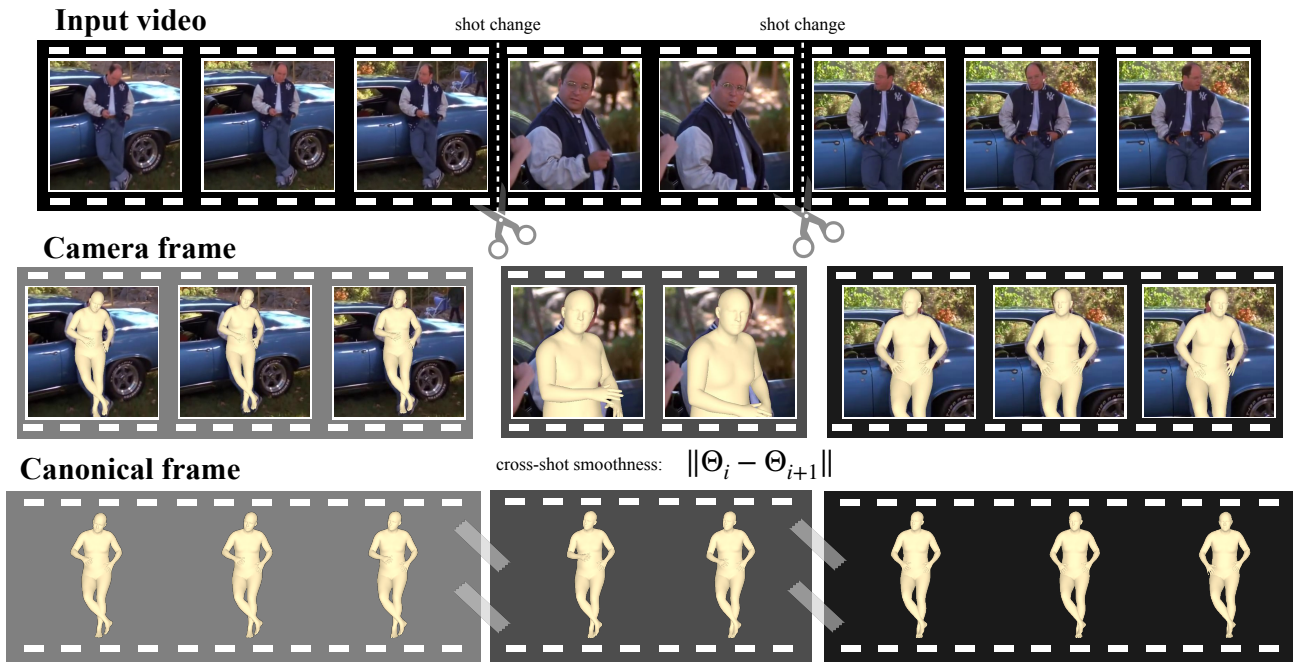 Input video
shot change
shot change
Camera frame
Canonical frame
cross-shot smoothness: ‖Θ_i − Θ_{i+1}‖